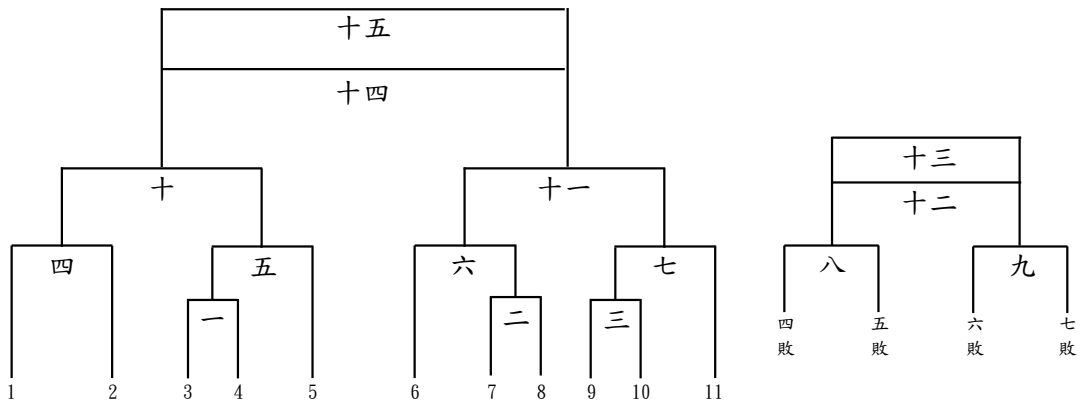 十五
十四
十三
十 十一
十二
四 五 六 七 八 九
一 二 三
四敗 五敗 六敗 七敗
1 2 3 4 5 6 7 8 9 10 11